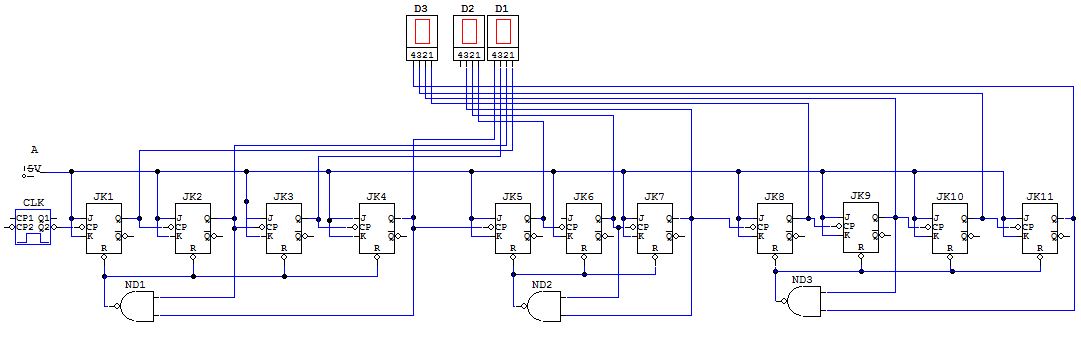 D3 D2 D1
4321 4321 4321
A
5V
CLK JK1 JK2 JK3 JK4 JK5 JK6 JK7 JK8 JK9 JK10 JK11
CP1 Q1
CP2 Q2
J Q J Q J Q J Q J Q J Q J Q J Q J Q J Q J Q
CP CP CP CP CP CP CP CP CP CP CP
K Q K Q K Q K Q K Q K Q K Q K Q K Q K Q K Q
R R R R R R R R R R R
ND1 ND2 ND3